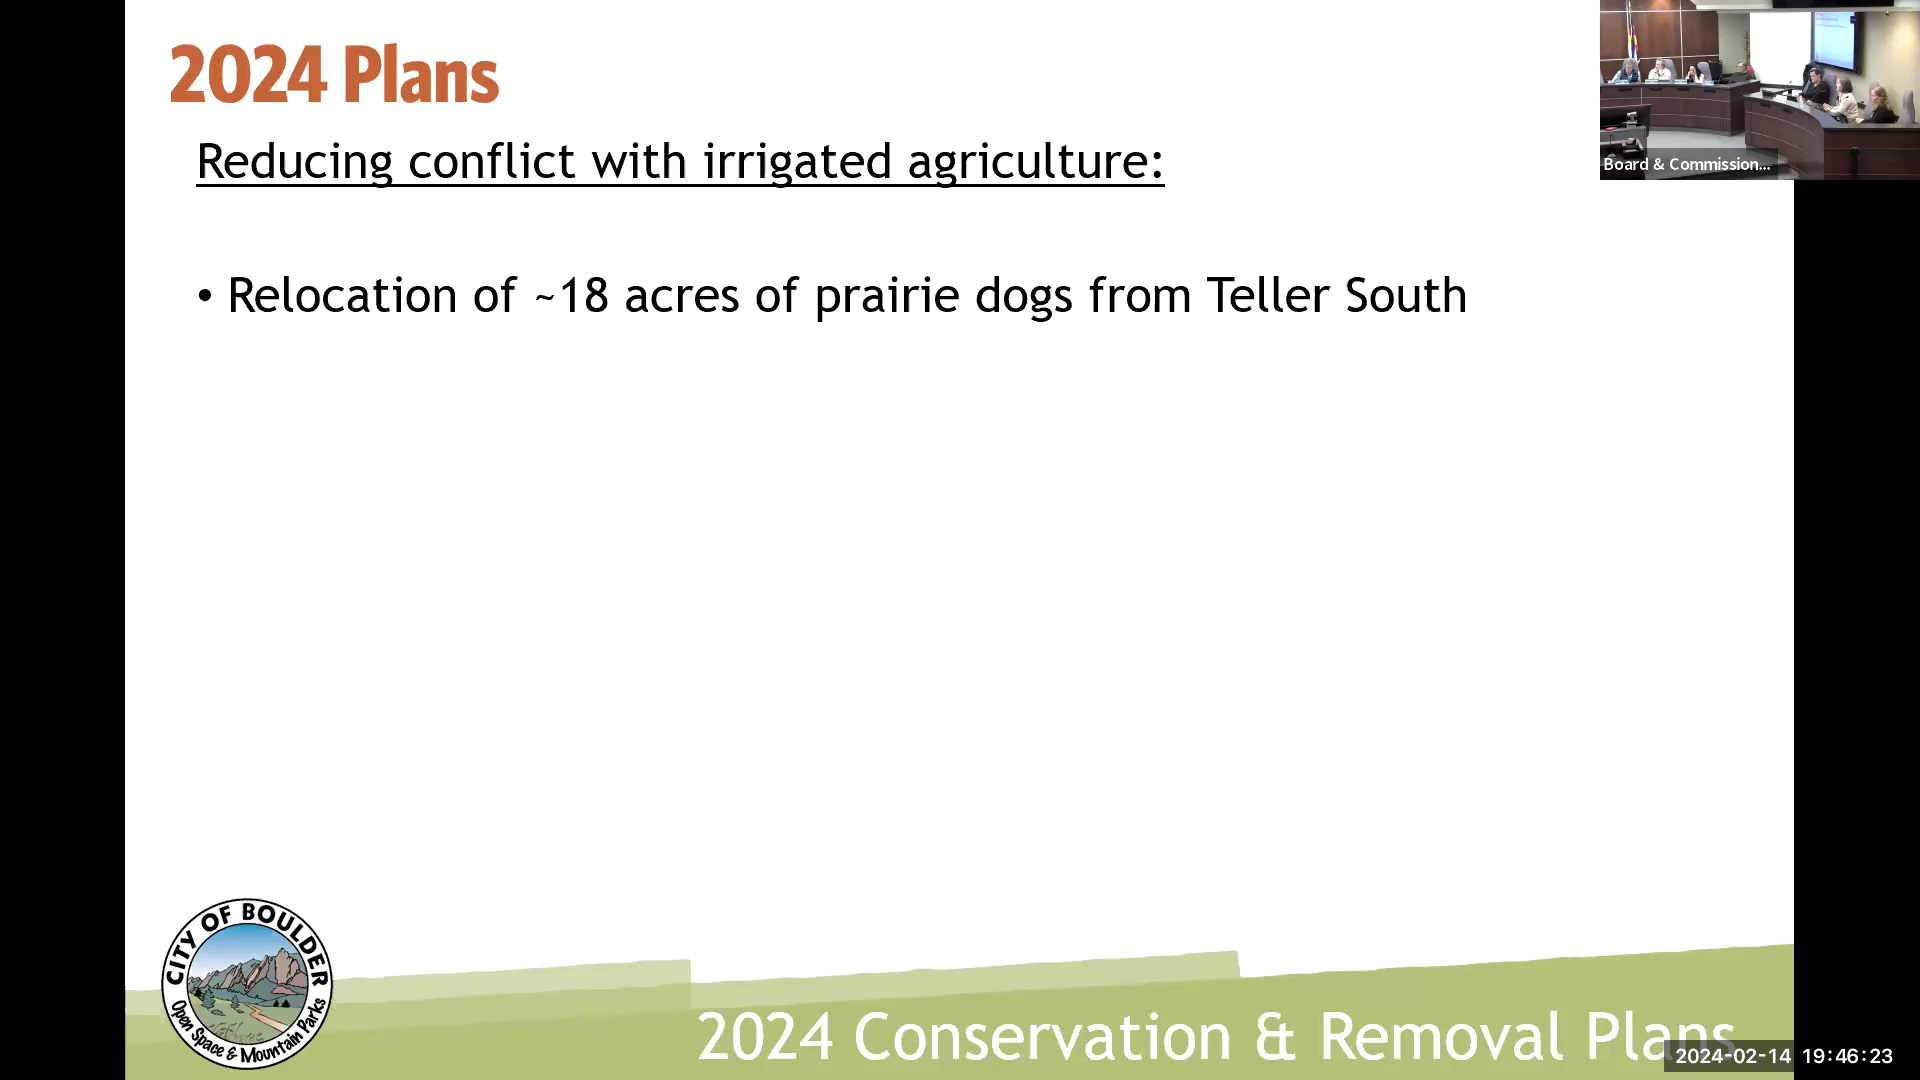 2024 Plans
Board & Commission...
Reducing conflict with irrigated agriculture:
• Relocation of ~18 acres of prairie dogs from Teller South
CITY OF BOULDER
Open Space & Mountain Parks
2024 Conservation & Removal Plans
2024-02-14 19:46:23